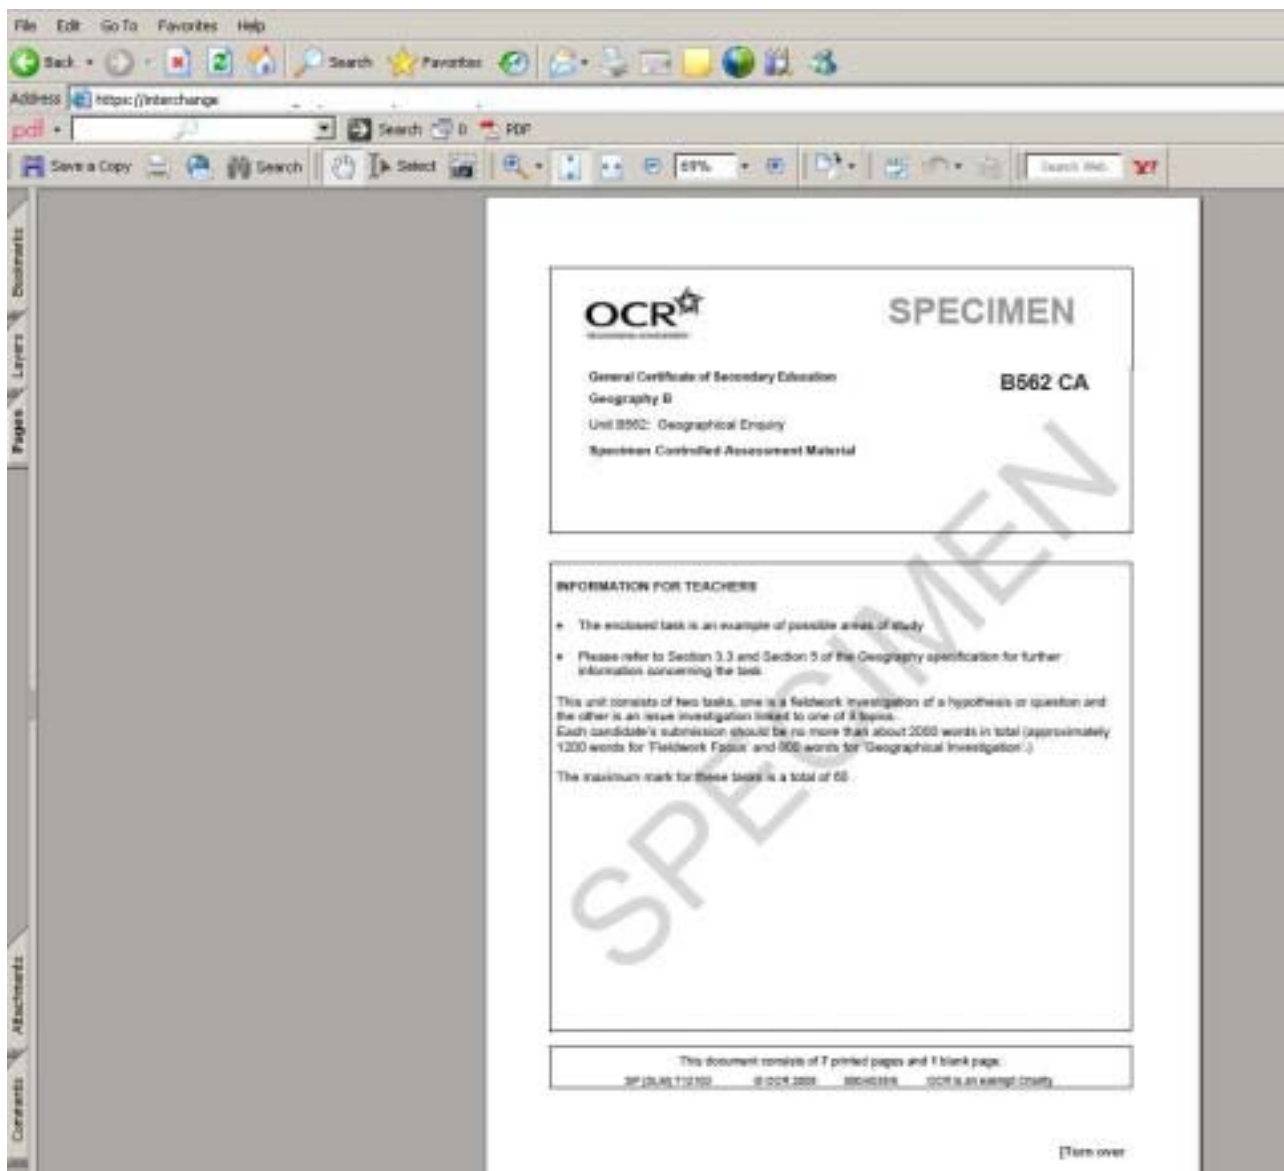 File Edit Go To Favorites Help
Back Search Favorites
Address https://interchange
pdf Search 0 PDF
Save a Copy Search Select 69% Search Web Y!
Bookmarks
Layers
Pages
Attachments
Comments
OCR
SPECIMEN
General Certificate of Secondary Education
B562 CA
Geography B
Unit B562: Geographical Enquiry
Specimen Controlled Assessment Material
INFORMATION FOR TEACHERS
• The enclosed task is an example of possible areas of study
• Please refer to Section 3.3 and Section 5 of the Geography specification for further
information concerning the task
This unit consists of two tasks, one is a fieldwork investigation of a hypothesis or question and
the other is an issue investigation linked to one of topics.
Each candidate's submission should be no more than about 2000 words in total (approximately
1200 words for 'Fieldwork Focus' and 800 words for 'Geographical Investigation'.)
The maximum mark for these tasks is a total of 60
SPECIMEN
This document consists of 7 printed pages and 1 blank page.
© OCR OCR is an exempt Charity
[Turn over